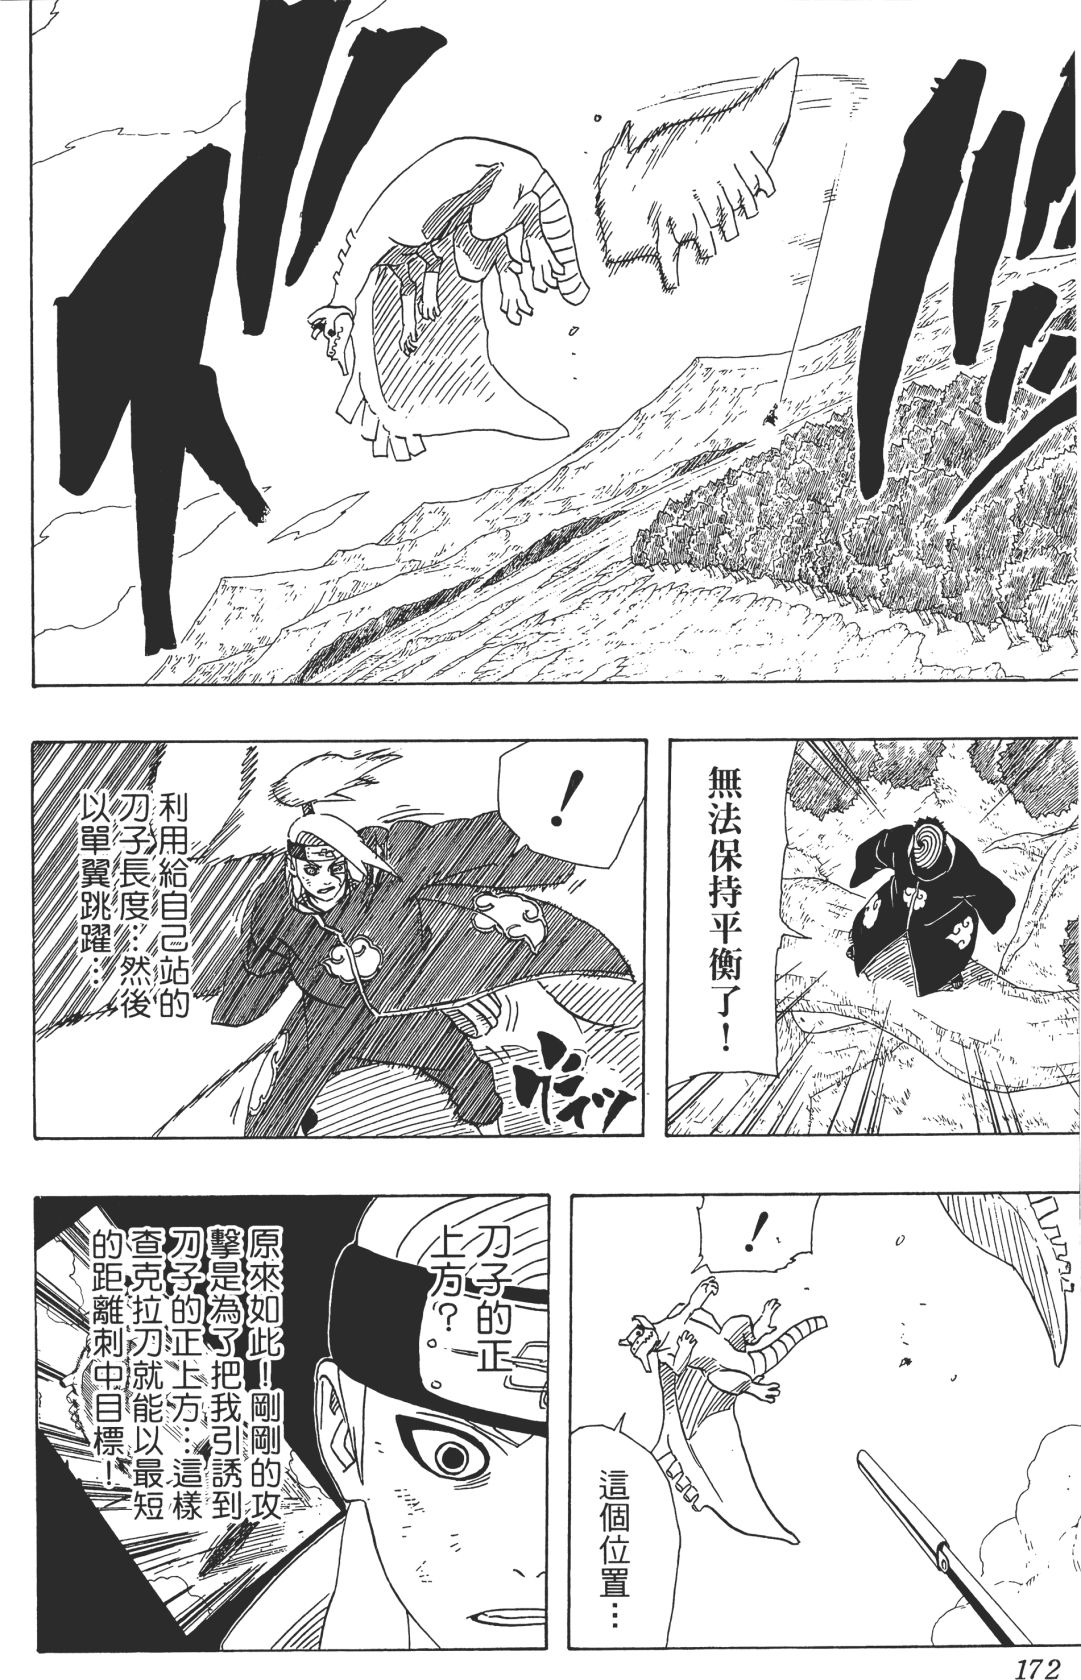 無法保持平衡了！
！
利用給自己站的
刀子長度…然後
以單翼跳躍…
グイッ
！
這個位置…
刀子的正
上方？
原來如此！剛剛的攻
擊是為了把我引誘到
刀子的正上方…這樣
查克拉刀就能以最短
的距離刺中目標！
172